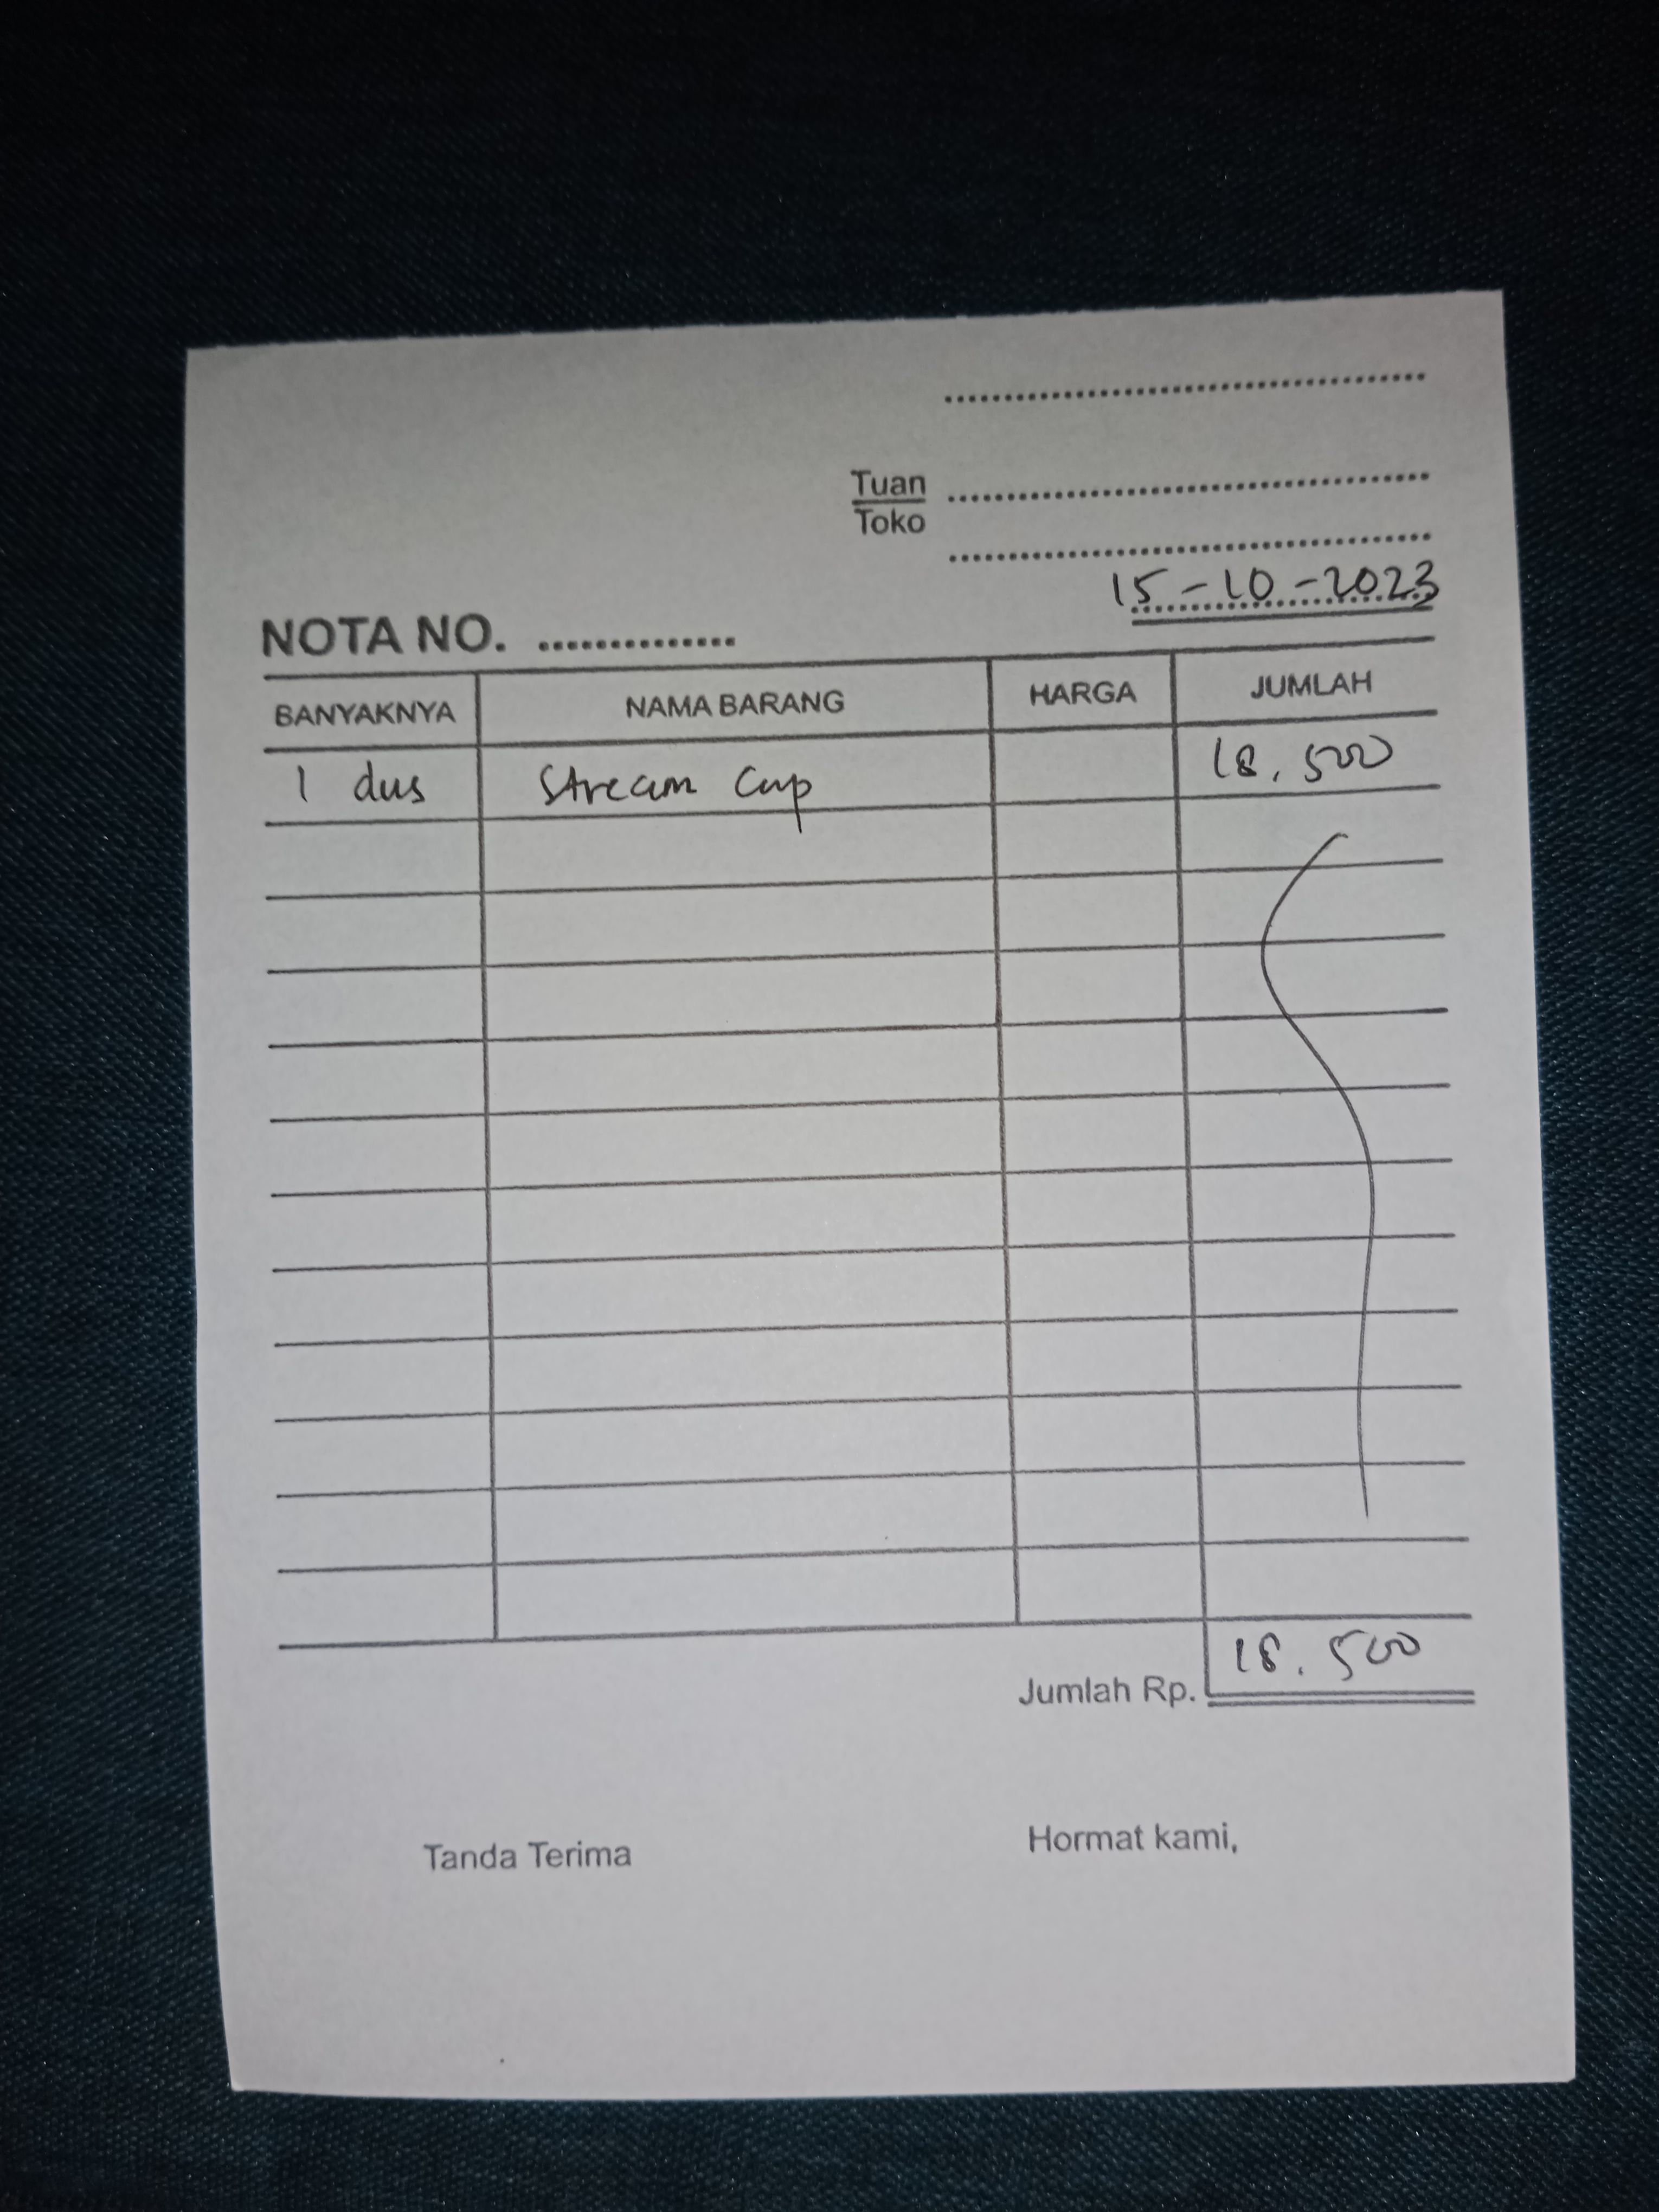 Tuan
Toko
15-10-2023
NOTA NO. ..............
BANYAKNYA NAMA BARANG HARGA JUMLAH
1 dus Stream Cup 18.500
Jumlah Rp. 18.500
Tanda Terima Hormat kami,